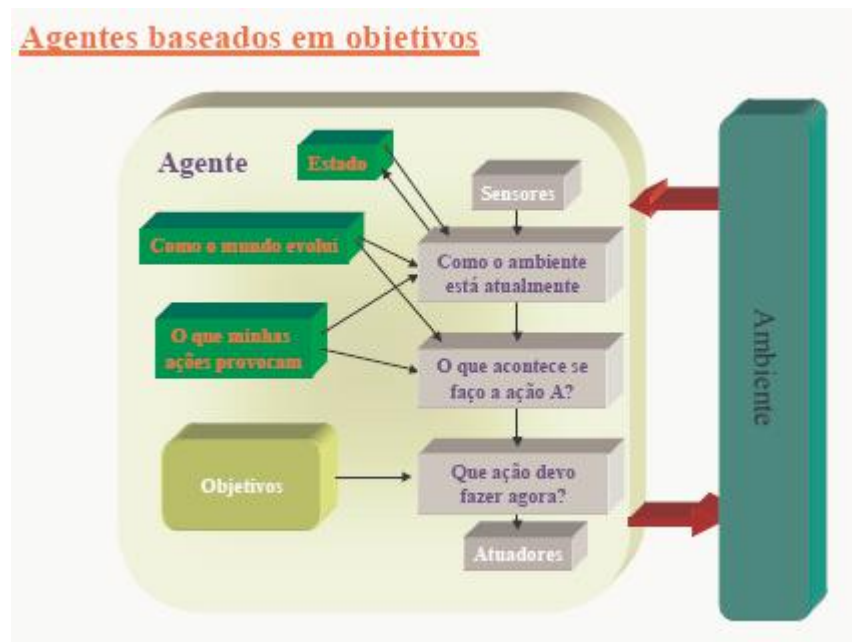 Agentes baseados em objetivos
Agente
Estado
Sensores
Como o mundo evolui
Como o ambiente
está atualmente
O que minhas
ações provocam
O que acontece se
faço a ação A?
Objetivos
Que ação devo
fazer agora?
Atuadores
Ambiente